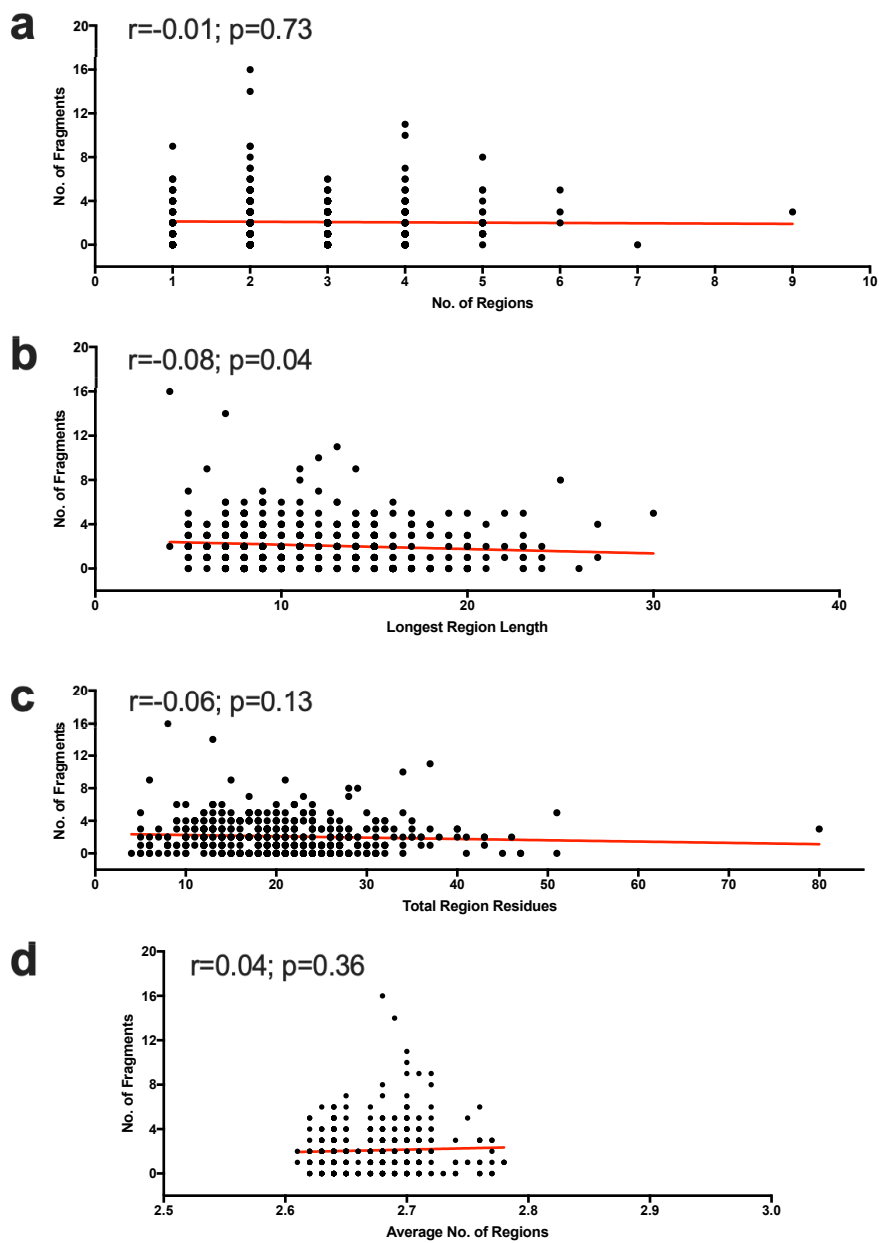 a
r=-0.01; p=0.73
20
16
12
8
4
0
No. of Fragments
0 1 2 3 4 5 6 7 8 9 10
No. of Regions
b
r=-0.08; p=0.04
20
16
12
8
4
0
No. of Fragments
0 10 20 30 40
Longest Region Length
c
r=-0.06; p=0.13
20
16
12
8
4
0
No. of Fragments
0 10 20 30 40 50 60 70 80
Total Region Residues
d
r=0.04; p=0.36
20
16
12
8
4
0
No. of Fragments
2.5 2.6 2.7 2.8 2.9 3.0
Average No. of Regions